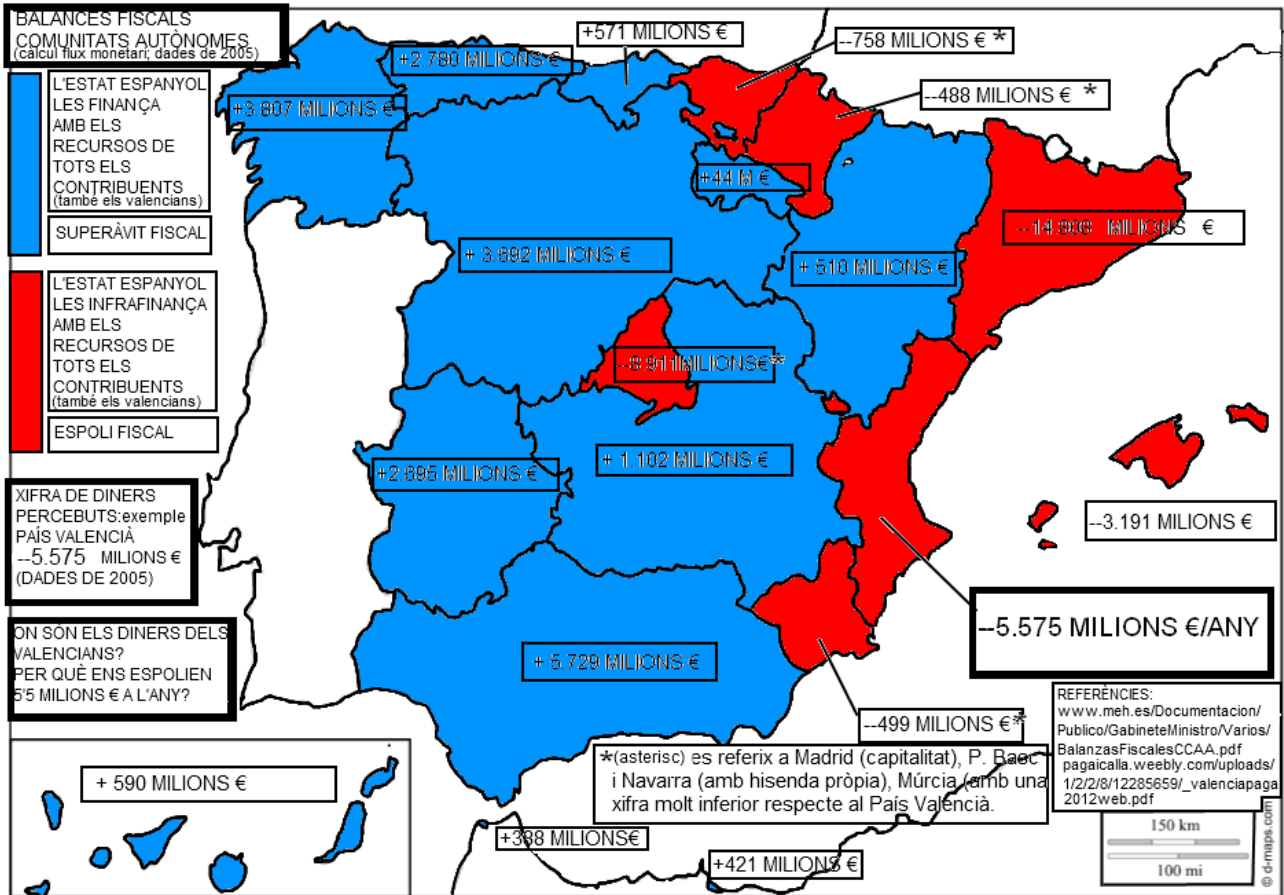 BALANCES FISCALS
COMUNITATS AUTÒNOMES
(càlcul flux monetari; dades de 2005)
L'ESTAT ESPANYOL
LES FINANÇA
AMB ELS
RECURSOS DE
TOTS ELS
CONTRIBUENTS
(també els valencians)
SUPERÀVIT FISCAL
L'ESTAT ESPANYOL
LES INFRAFINANÇA
AMB ELS
RECURSOS DE
TOTS ELS
CONTRIBUENTS
(també els valencians)
ESPOLI FISCAL
XIFRA DE DINERS
PERCEBUTS:exemple
PAÍS VALENCIÀ
--5.575 MILIONS €
(DADES DE 2005)
ON SÓN ELS DINERS DELS
VALENCIANS?
PER QUÈ ENS ESPOLIEN
5'5 MILIONS € A L'ANY?
+571 MILIONS €
--758 MILIONS € *
+2.780 MILIONS €
--488 MILIONS € *
+3.807 MILIONS €
+44 M €
--14.808 MILIONS €
+ 3.692 MILIONS €
+ 510 MILIONS €
--8.911MILIONS€*
+2.695 MILIONS €
+ 1.102 MILIONS €
--3.191 MILIONS €
--5.575 MILIONS €/ANY
+ 5.729 MILIONS €
--499 MILIONS €*
*(asterisc) es referix a Madrid (capitalitat), P. Basc
i Navarra (amb hisenda pròpia), Múrcia (amb una
xifra molt inferior respecte al País Valencià.
REFERÈNCIES:
www.meh.es/Documentacion/
Publico/GabineteMinistro/Varios/
BalanzasFiscalesCCAA.pdf
pagaicalla.weebly.com/uploads/
1/2/2/8/12285659/_valenciapaga
2012web.pdf
+ 590 MILIONS €
+388 MILIONS€
+421 MILIONS €
150 km
100 mi
© d-maps.com